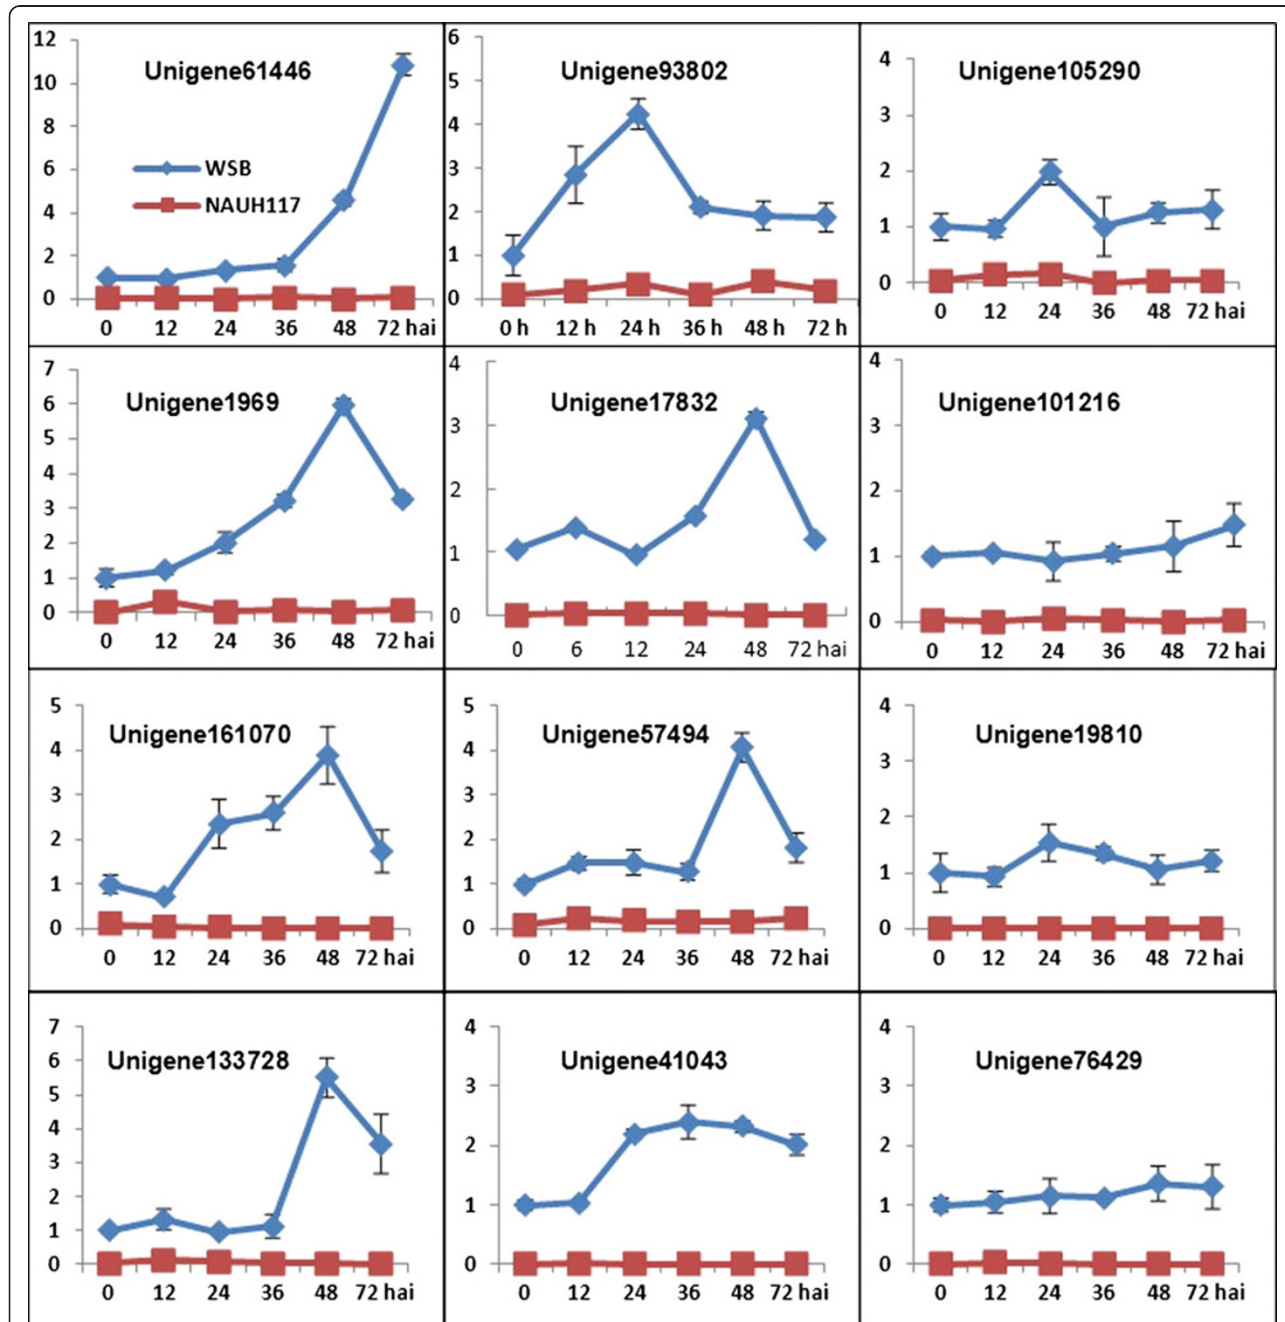 Unigene61446
12
10
8
6
4
2
0
WSB
NAUH117
0 12 24 36 48 72 hai
Unigene93802
6
5
4
3
2
1
0
0 h 12 h 24 h 36 h 48 h 72 h
Unigene105290
4
3
2
1
0
0 12 24 36 48 72 hai
Unigene1969
7
6
5
4
3
2
1
0
0 12 24 36 48 72 hai
Unigene17832
4
3
2
1
0
0 6 12 24 48 72 hai
Unigene101216
4
3
2
1
0
0 12 24 36 48 72 hai
Unigene161070
5
4
3
2
1
0
0 12 24 36 48 72 hai
Unigene57494
5
4
3
2
1
0
0 12 24 36 48 72 hai
Unigene19810
4
3
2
1
0
0 12 24 36 48 72 hai
Unigene133728
7
6
5
4
3
2
1
0
0 12 24 36 48 72 hai
Unigene41043
4
3
2
1
0
0 12 24 36 48 72 hai
Unigene76429
4
3
2
1
0
0 12 24 36 48 72 hai